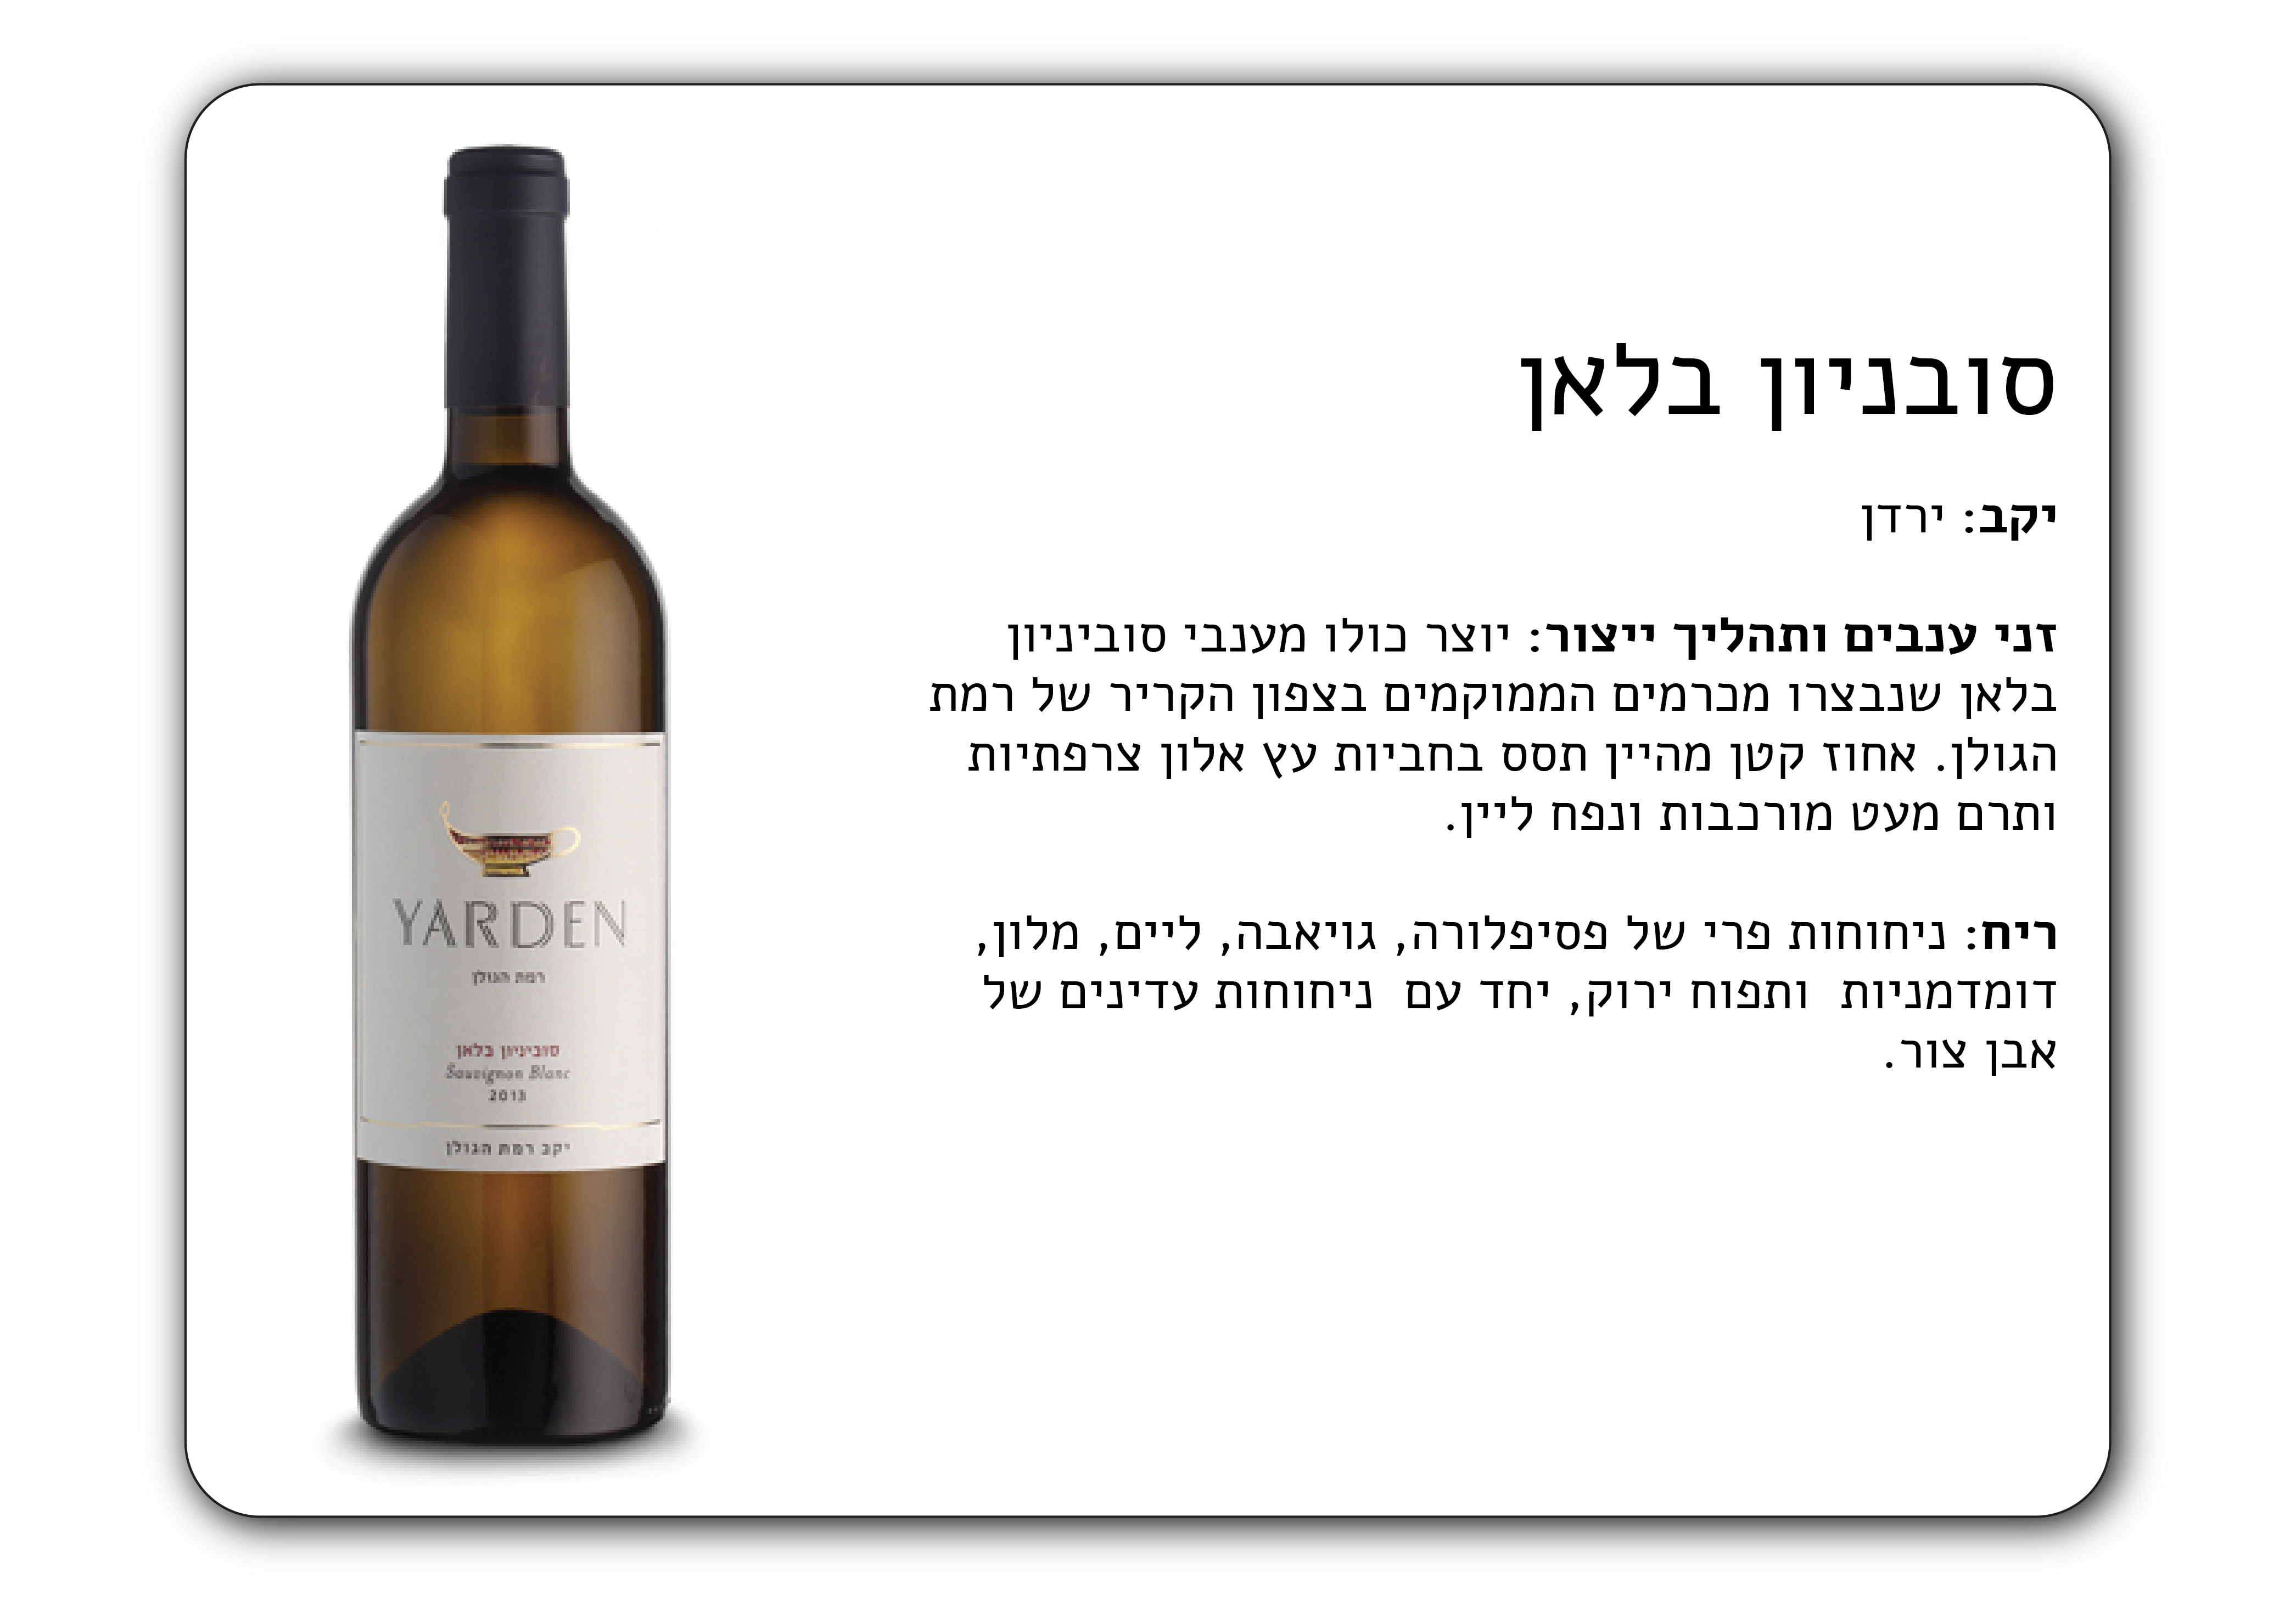 סובניון בלאן
יקב: ירדן
זני ענבים ותהליך ייצור: יוצר כולו מענבי סוביניון
בלאן שנבצרו מכרמים הממוקמים בצפון הקריר של רמת
הגולן. אחוז קטן מהיין תסס בחביות עץ אלון צרפתיות
ותרם מעט מורכבות ונפח ליין.
ריח: ניחוחות פרי של פסיפלורה, גויאבה, ליים, מלון,
דומדמניות  ותפוח ירוק, יחד עם  ניחוחות עדינים של
אבן צור.
YARDEN
רמת הגולן
סוביניון בלאן
Sauvignon Blanc
2013
יקב רמת הגולן